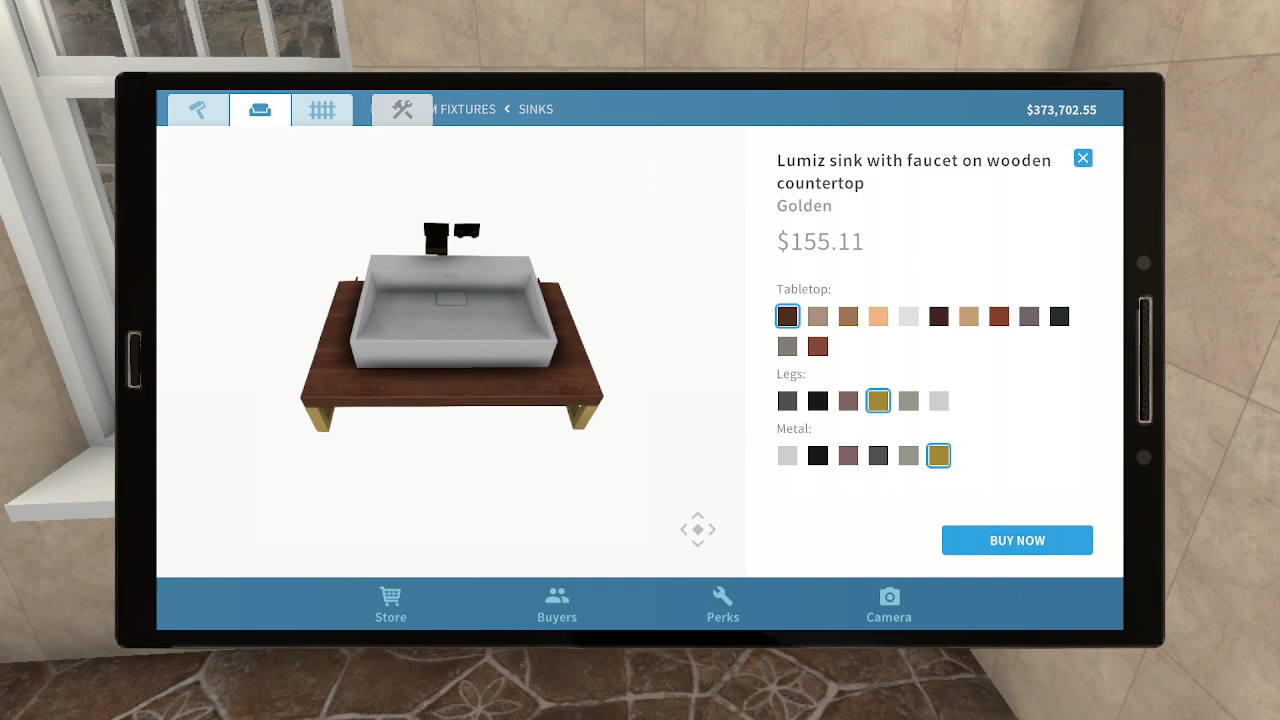 M FIXTURES < SINKS
$373,702.55
Lumiz sink with faucet on wooden
countertop
Golden
$155.11
Tabletop:
Legs:
Metal:
BUY NOW
Store
Buyers
Perks
Camera